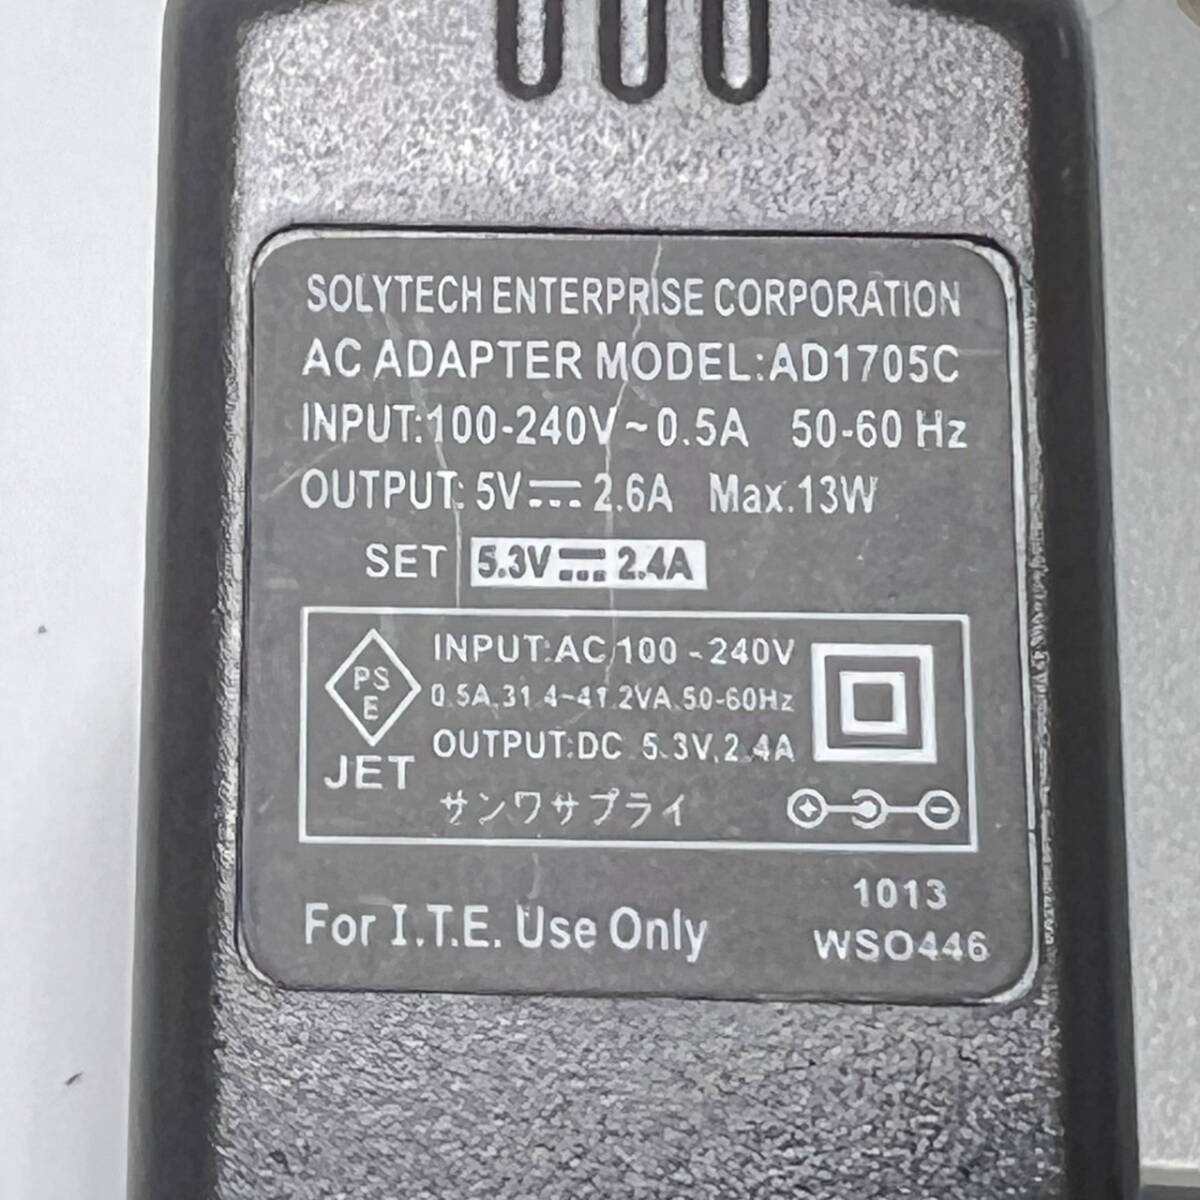 SOLYTECH ENTERPRISE CORPORATION
AC ADAPTER MODEL:AD1705C
INPUT:100-240V~0.5A 50-60 Hz
OUTPUT: 5V⎓2.6A Max.13W
SET 5.3V⎓2.4A
PS
E
JET
INPUT:AC 100-240V
0.5A.31.4~41.2VA.50-60Hz
OUTPUT:DC 5.3V,2.4A
サンワサプライ
For I.T.E. Use Only
1013
WSO446